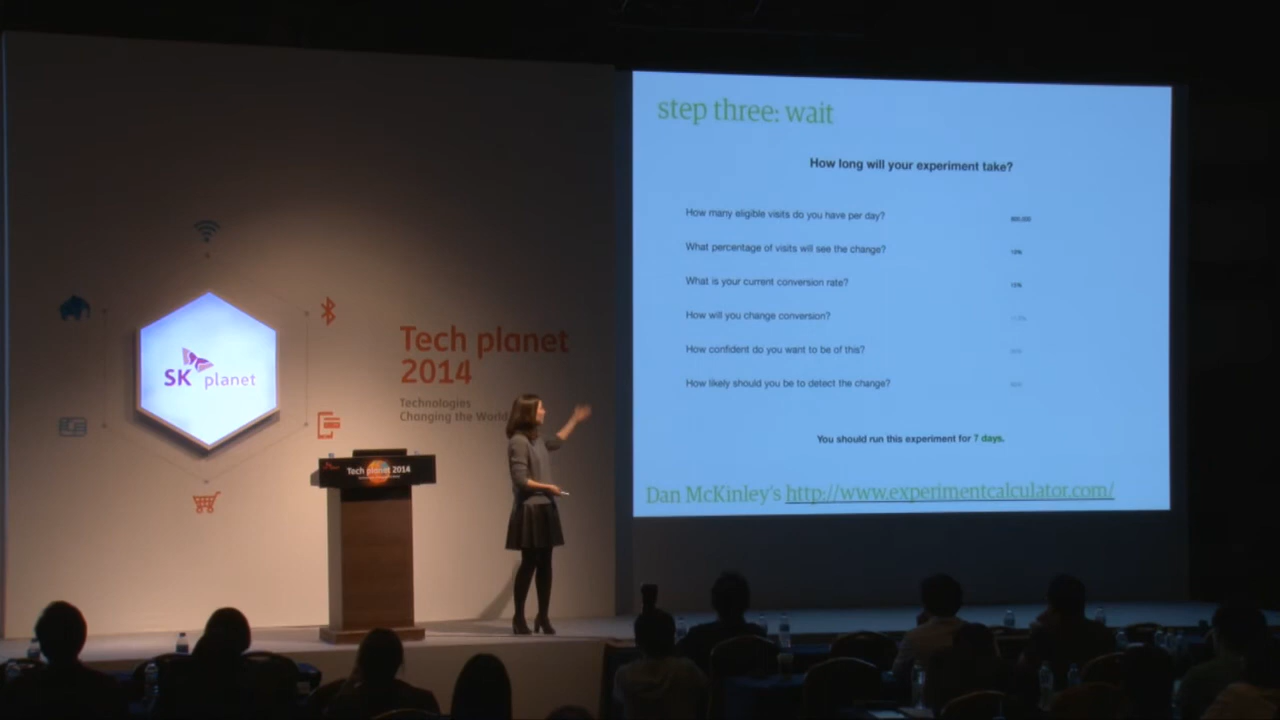 step three: wait
How long will your experiment take?
How many eligible visits do you have per day?
What percentage of visits will see the change?
What is your current conversion rate?
How will you change conversion?
How confident do you want to be of this?
How likely should you be to detect the change?
You should run this experiment for 7 days.
Dan McKinley's http://www.experimentcalculator.com/
SK planet
Tech planet
2014
Technologies
Changing the World
Tech planet 2014